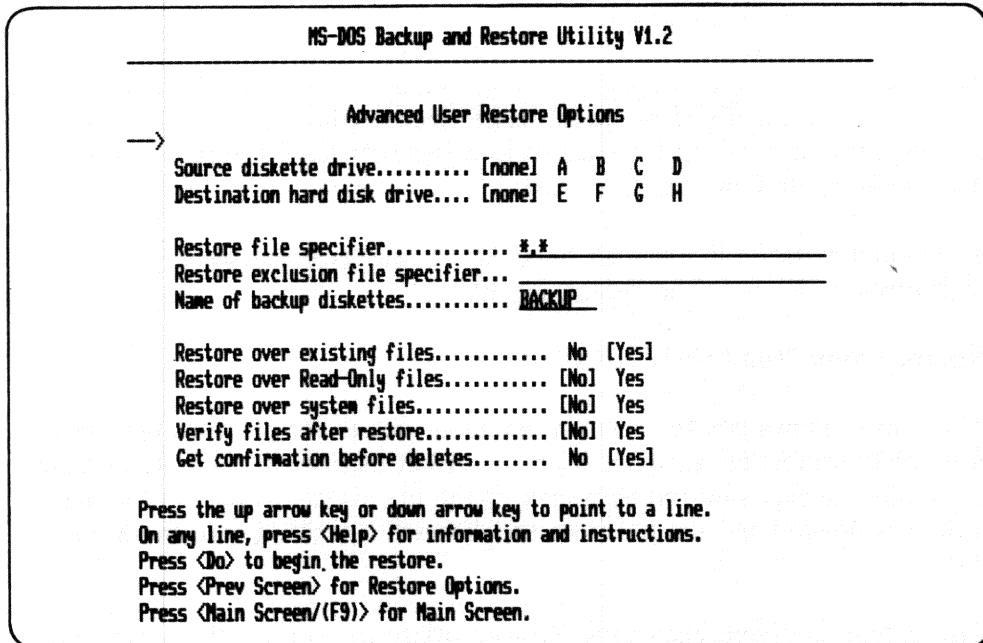 MS-DOS Backup and Restore Utility V1.2
Advanced User Restore Options
-->
Source diskette drive.......... [none] A B C D
Destination hard disk drive.... [none] E F G H
Restore file specifier............. *.*
Restore exclusion file specifier...
Name of backup diskettes........... BACKUP
Restore over existing files............ No [Yes]
Restore over Read-Only files........... [No] Yes
Restore over system files.............. [No] Yes
Verify files after restore............. [No] Yes
Get confirmation before deletes........ No [Yes]
Press the up arrow key or down arrow key to point to a line.
On any line, press <Help> for information and instructions.
Press <Do> to begin the restore.
Press <Prev Screen> for Restore Options.
Press <Main Screen/(F9)> for Main Screen.